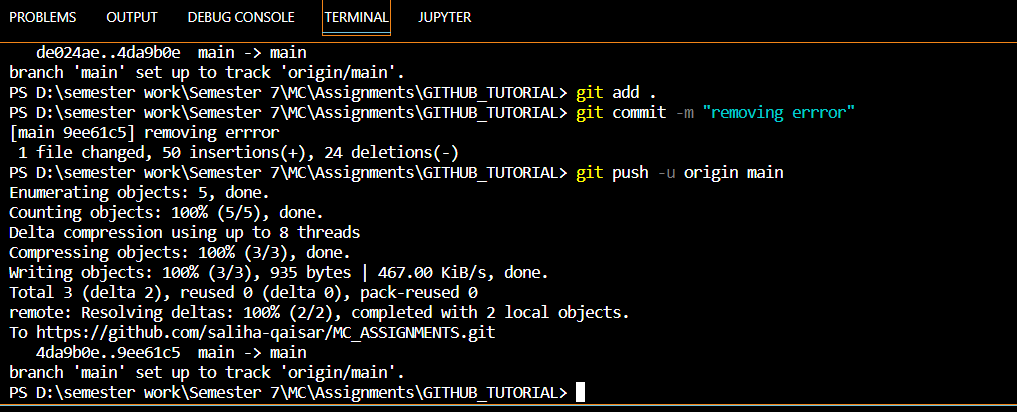 PROBLEMS OUTPUT DEBUG CONSOLE TERMINAL JUPYTER
de024ae..4da9b0e  main -> main
branch 'main' set up to track 'origin/main'.
PS D:\semester work\Semester 7\MC\Assignments\GITHUB_TUTORIAL> git add .
PS D:\semester work\Semester 7\MC\Assignments\GITHUB_TUTORIAL> git commit -m "removing errror"
[main 9ee61c5] removing errror
1 file changed, 50 insertions(+), 24 deletions(-)
PS D:\semester work\Semester 7\MC\Assignments\GITHUB_TUTORIAL> git push -u origin main
Enumerating objects: 5, done.
Counting objects: 100% (5/5), done.
Delta compression using up to 8 threads
Compressing objects: 100% (3/3), done.
Writing objects: 100% (3/3), 935 bytes | 467.00 KiB/s, done.
Total 3 (delta 2), reused 0 (delta 0), pack-reused 0
remote: Resolving deltas: 100% (2/2), completed with 2 local objects.
To https://github.com/saliha-qaisar/MC_ASSIGNMENTS.git
4da9b0e..9ee61c5  main -> main
branch 'main' set up to track 'origin/main'.
PS D:\semester work\Semester 7\MC\Assignments\GITHUB_TUTORIAL>